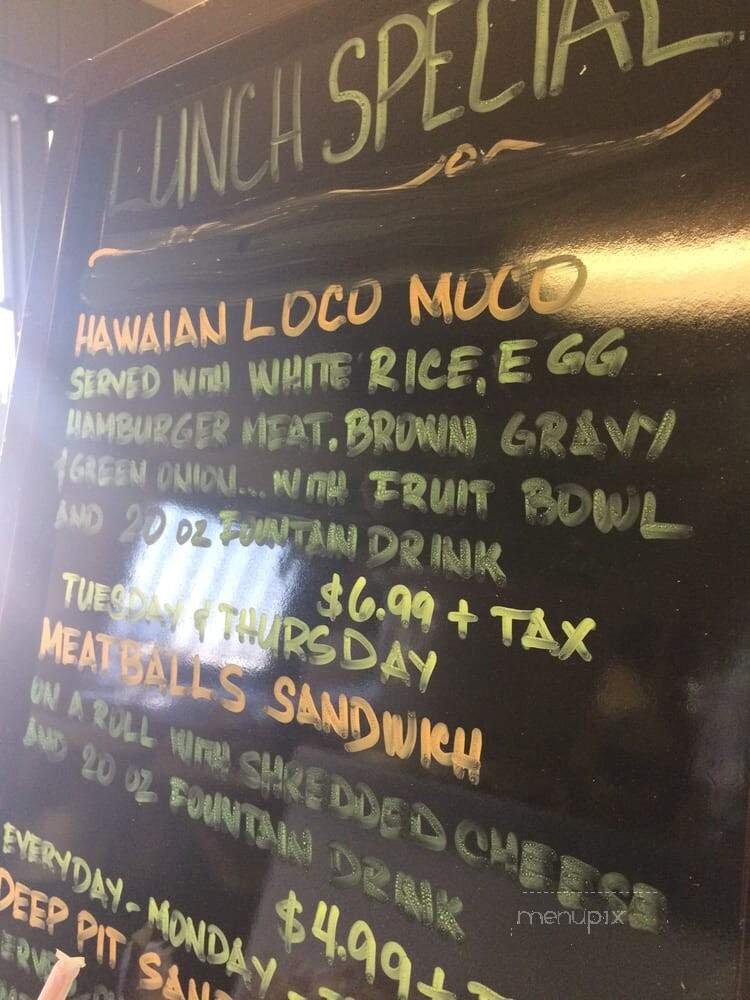 LUNCH SPECIAL
HAWAIAN LOCO MOCO
SERVED WITH WHITE RICE, EGG
HAMBURGER MEAT, BROWN GRAVY
& GREEN ONION... WITH FRUIT BOWL
AND 20 OZ FOUNTAIN DRINK
$6.99 + TAX
TUESDAY & THURSDAY
MEATBALLS SANDWICH
ON A ROLL WITH SHREDDED CHEESE
AND 20 OZ FOUNTAIN DRINK
$4.99 +
EVERYDAY - MONDAY -
DEEP PIT
menupix